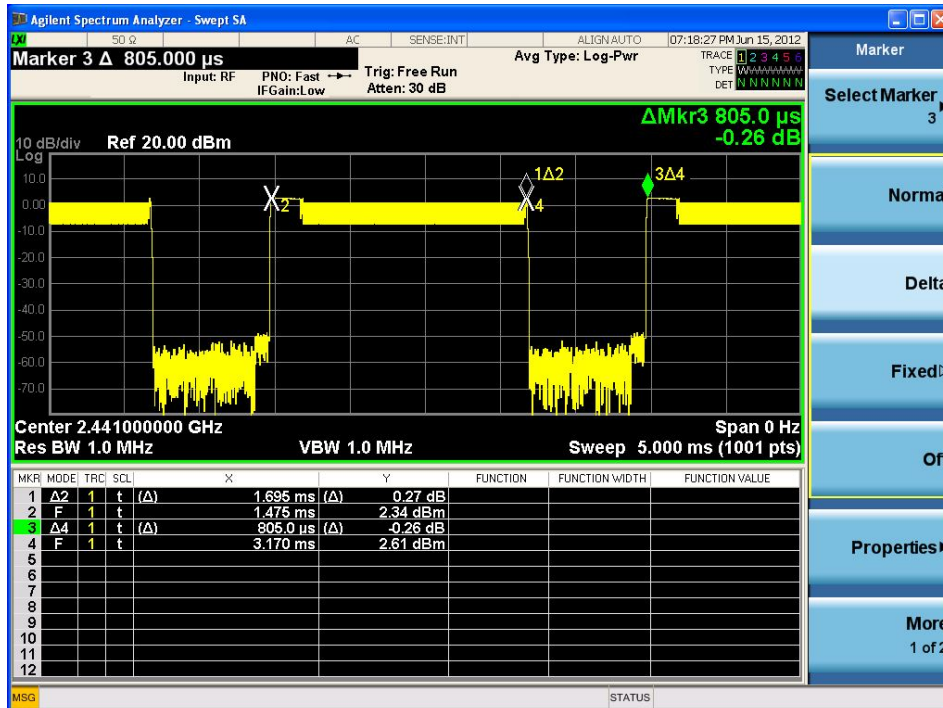 Agilent Spectrum Analyzer - Swept SA
LXI 50 Ω AC SENSE:INT ALIGN AUTO 07:18:27 PM Jun 15, 2012
Marker 3 Δ 805.000 µs
Input: RF PNO: Fast Trig: Free Run Avg Type: Log-Pwr TRACE 1 2 3 4 5 6
IFGain:Low Atten: 30 dB TYPE
DET N N N N N N
ΔMkr3 805.0 µs
-0.26 dB
10 dB/div Ref 20.00 dBm
Log
10.0
0.00
-10.0
-20.0
-30.0
-40.0
-50.0
-60.0
-70.0
1Δ2
3Δ4
2
4
Center 2.441000000 GHz Span 0 Hz
Res BW 1.0 MHz VBW 1.0 MHz Sweep 5.000 ms (1001 pts)
MKR MODE TRC SCL X Y FUNCTION FUNCTION WIDTH FUNCTION VALUE
1 Δ2 1 t (Δ) 1.695 ms (Δ) 0.27 dB
2 F 1 t 1.475 ms 2.34 dBm
3 Δ4 1 t (Δ) 805.0 µs (Δ) -0.26 dB
4 F 1 t 3.170 ms 2.61 dBm
5
6
7
8
9
10
11
12
MSG STATUS
Marker
Select Marker
3
Norma
Delta
Fixed
Of
Properties
More
1 of 2